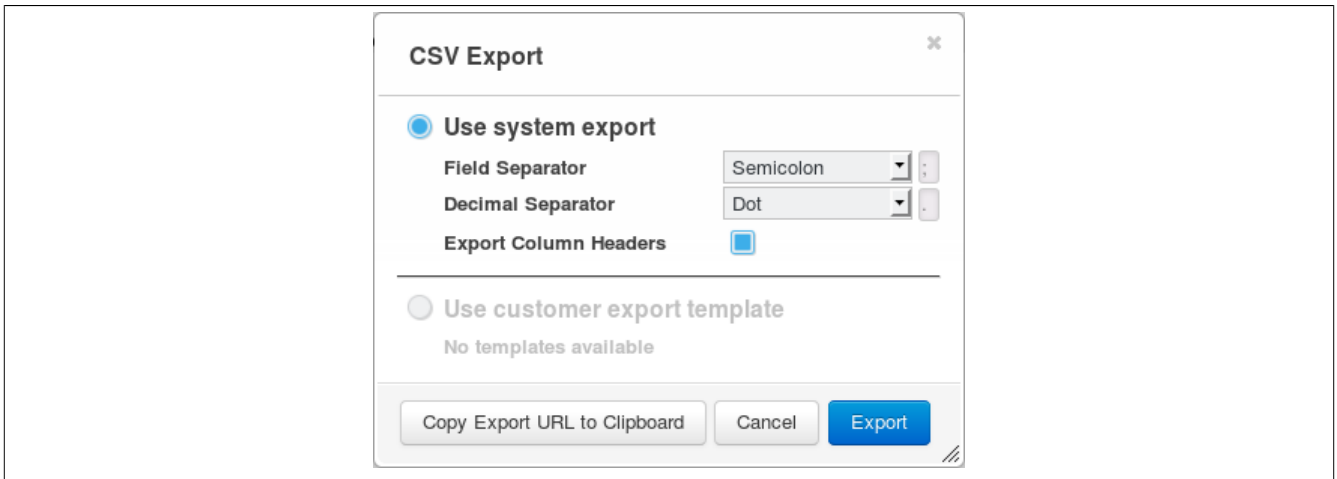 CSV Export
Use system export
Field Separator Semicolon ;
Decimal Separator Dot .
Export Column Headers
Use customer export template
No templates available
Copy Export URL to Clipboard Cancel Export